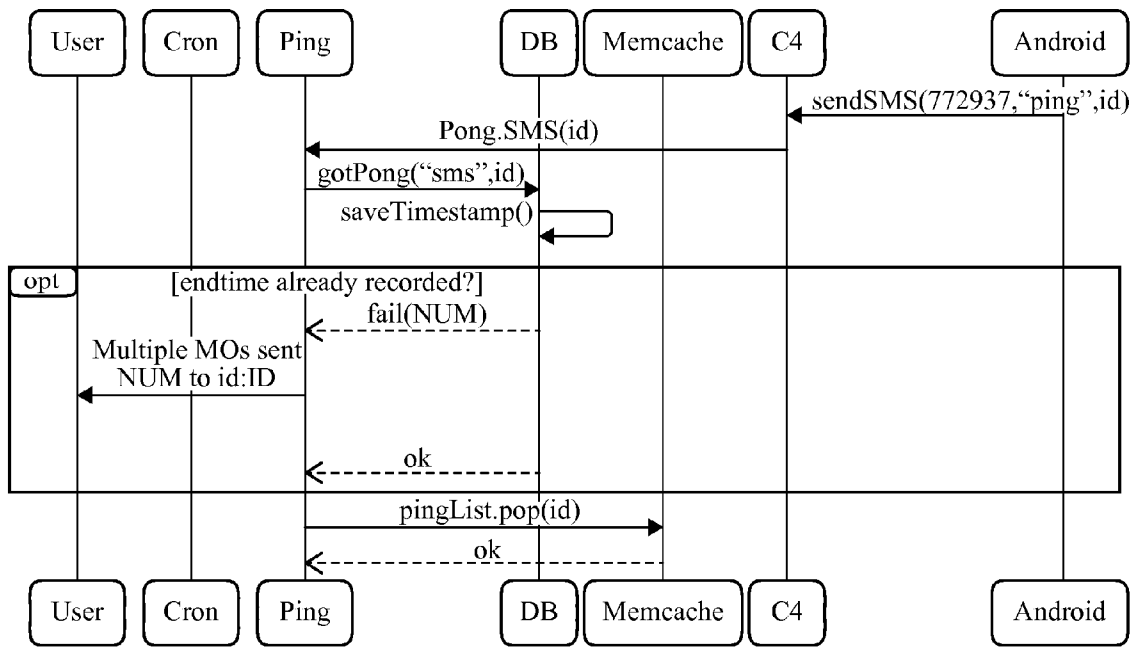 User Cron Ping DB Memcache C4 Android
sendSMS(772937,“ping”,id)
Pong.SMS(id)
gotPong(“sms”,id)
saveTimestamp()
opt [endtime already recorded?]
fail(NUM)
Multiple MOs sent
NUM to id:ID
ok
pingList.pop(id)
ok
User Cron Ping DB Memcache C4 Android